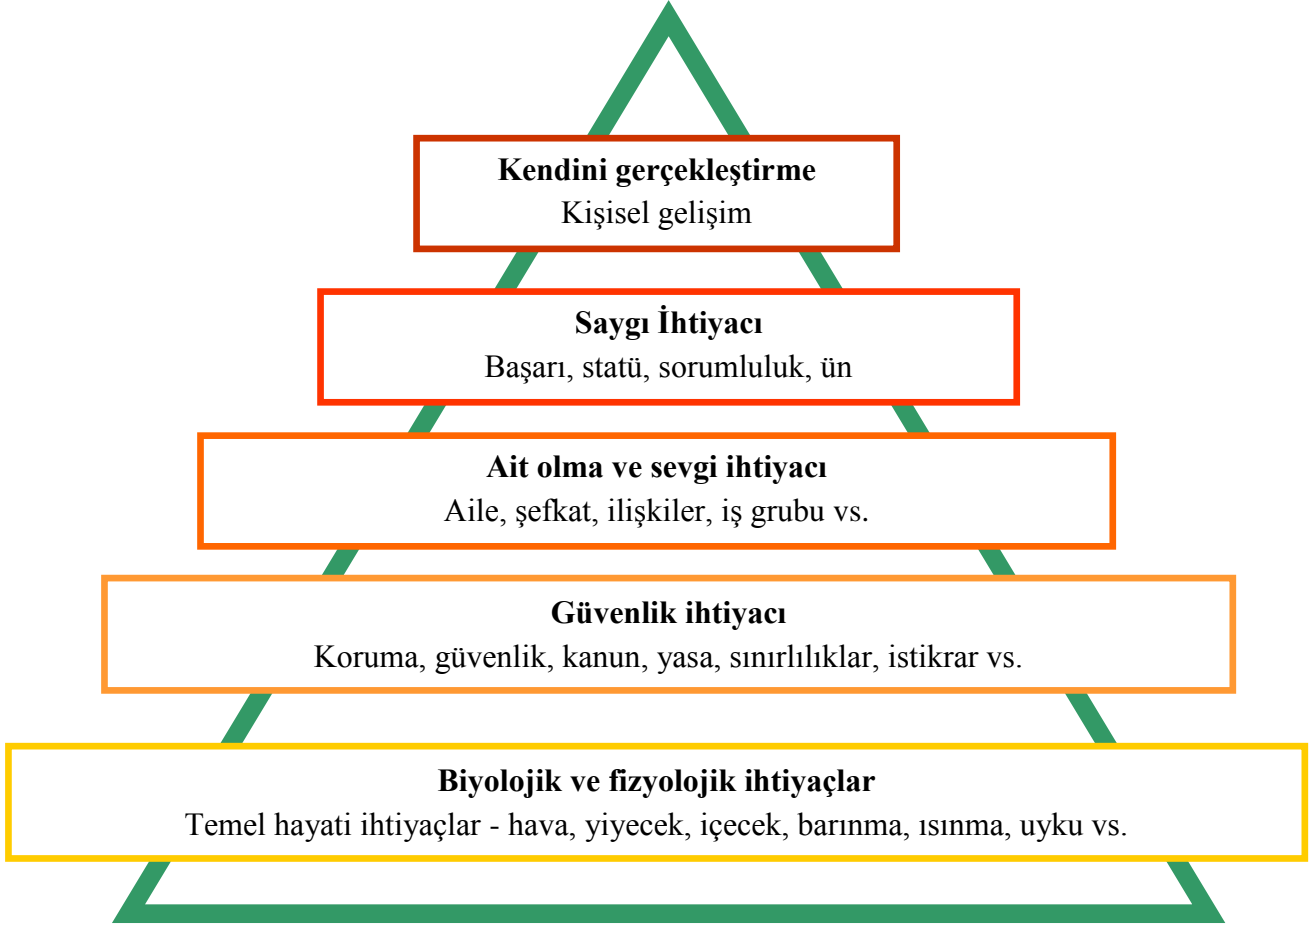 Kendini gerçekleştirme
Kişisel gelişim
Saygı İhtiyacı
Başarı, statü, sorumluluk, ün
Ait olma ve sevgi ihtiyacı
Aile, şefkat, ilişkiler, iş grubu vs.
Güvenlik ihtiyacı
Koruma, güvenlik, kanun, yasa, sınırlılıklar, istikrar vs.
Biyolojik ve fizyolojik ihtiyaçlar
Temel hayati ihtiyaçlar - hava, yiyecek, içecek, barınma, ısınma, uyku vs.